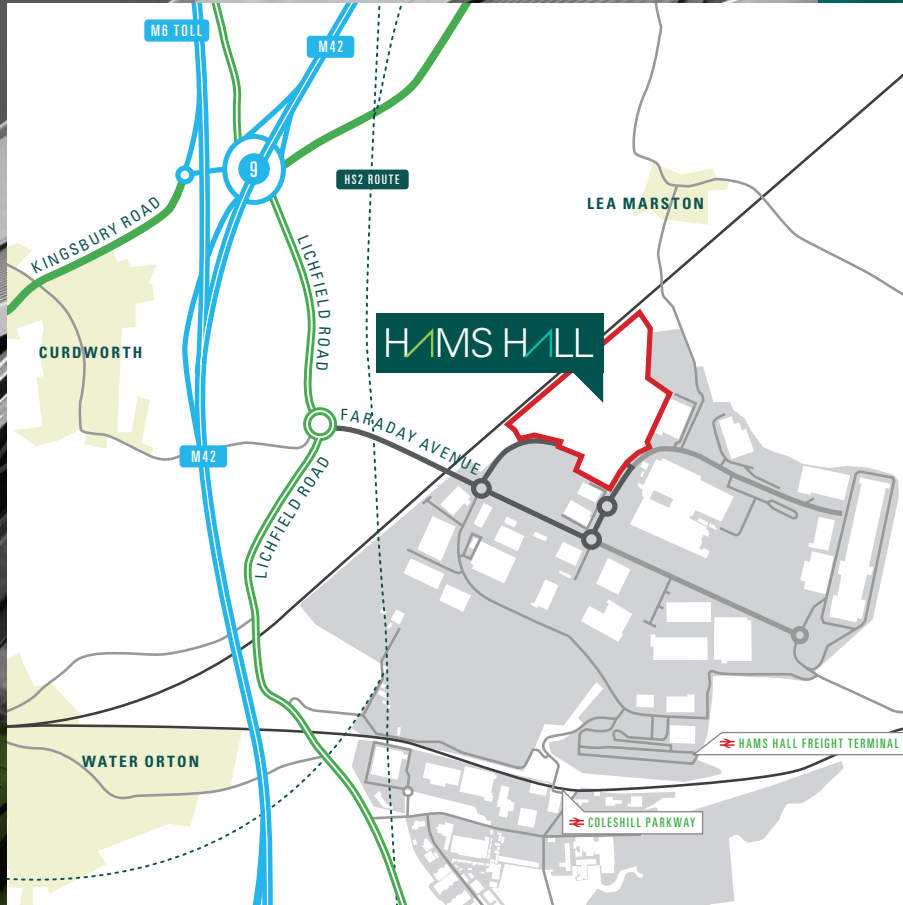 M6 TOLL
M42
9
HS2 ROUTE
KINGSBURY ROAD
LEA MARSTON
LICHFIELD ROAD
HAMS HALL
CURDWORTH
FARADAY AVENUE
M42
LICHFIELD ROAD
HAMS HALL FREIGHT TERMINAL
WATER ORTON
COLESHILL PARKWAY